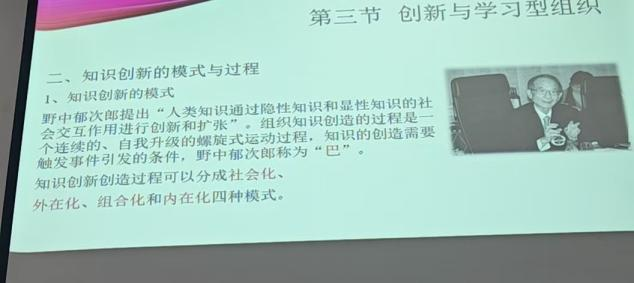 第三节 创新与学习型组织
二、知识创新的模式与过程
1、知识创新的模式
野中郁次郎提出“人类知识通过隐性知识和显性知识的社
会交互作用进行创新和扩张”。组织知识创造的过程是一
个连续的、自我升级的螺旋式运动过程，知识的创造需要
触发事件引发的条件，野中郁次郎称为“巴”。
知识创新创造过程可以分成社会化、
外在化、组合化和内在化四种模式。